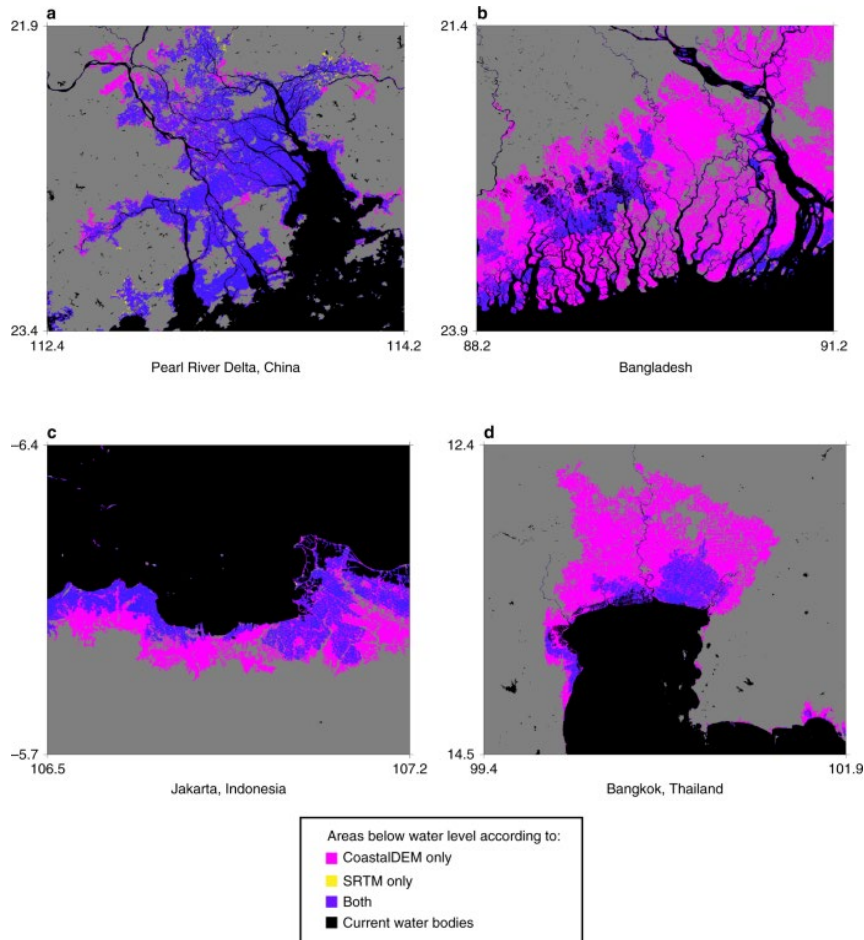 a
21.9
23.4
112.4
114.2
Pearl River Delta, China
b
21.4
23.9
88.2
91.2
Bangladesh
c
–6.4
–5.7
106.5
107.2
Jakarta, Indonesia
d
12.4
14.5
99.4
101.9
Bangkok, Thailand
Areas below water level according to:
CoastalDEM only
SRTM only
Both
Current water bodies